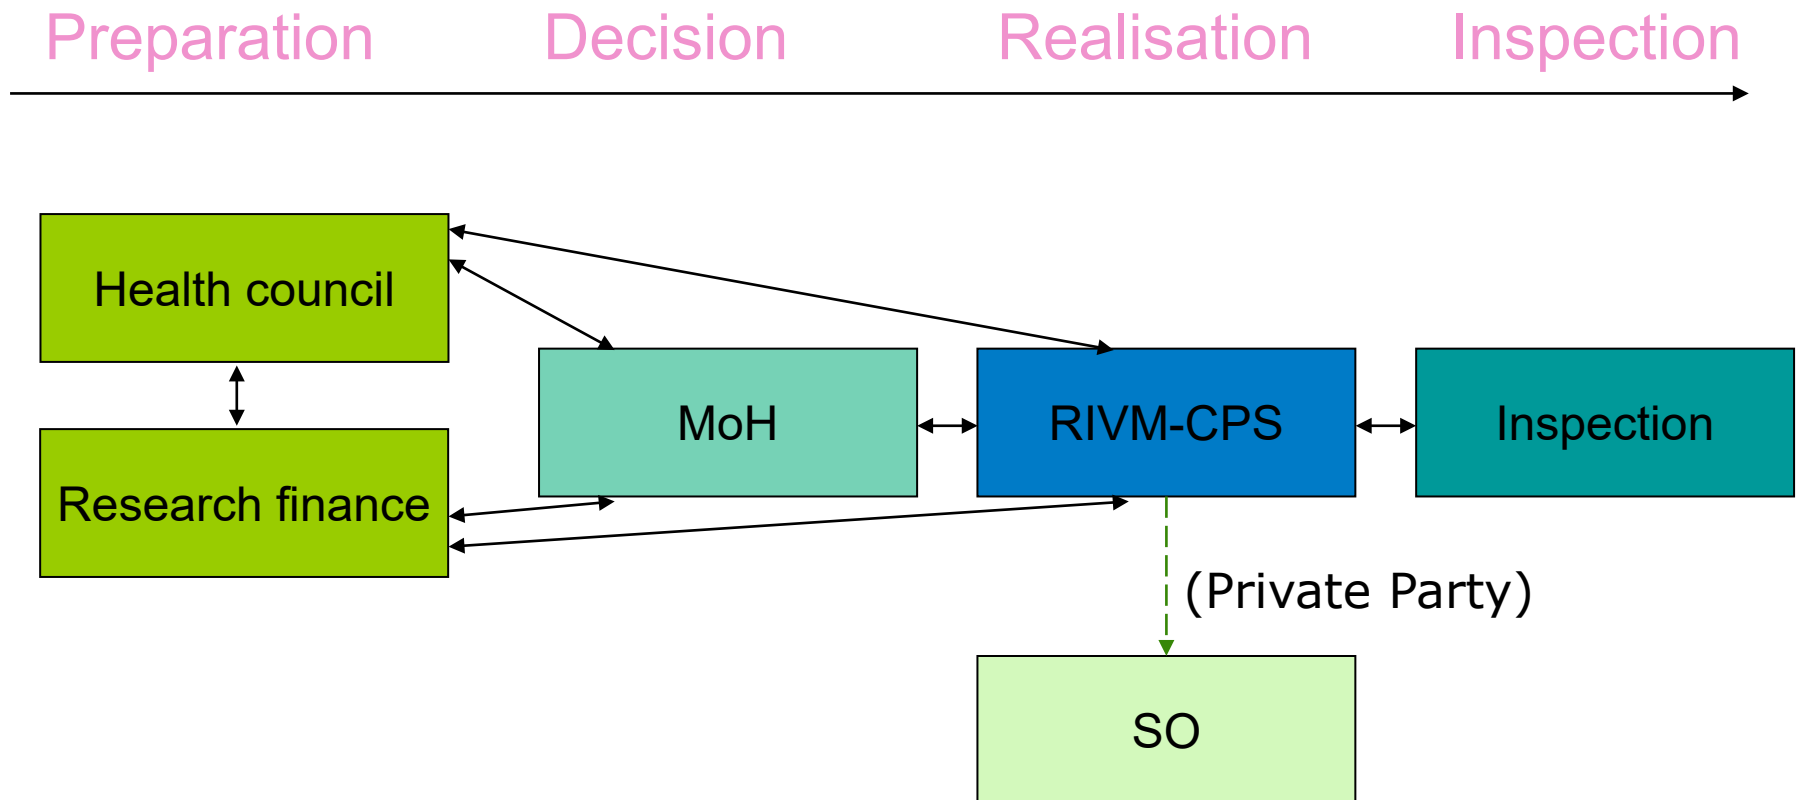 Preparation Decision Realisation Inspection
Health council
MoH
RIVM-CPS
Inspection
Research finance
(Private Party)
SO